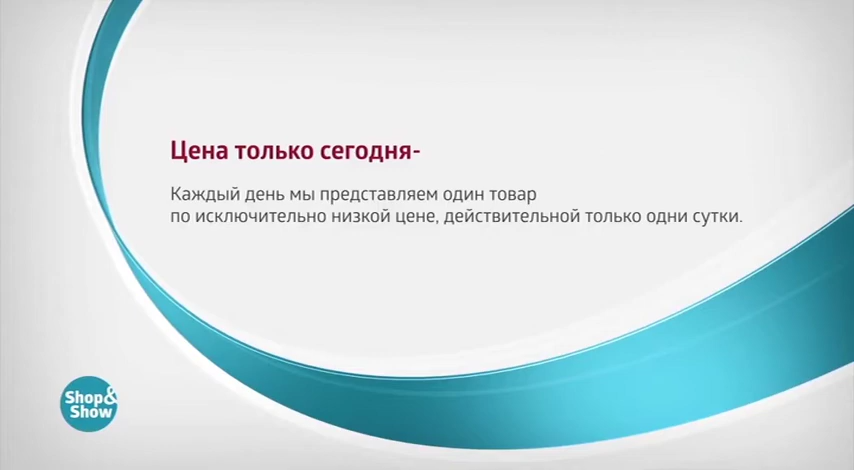 Цена только сегодня-
Каждый день мы представляем один товар
по исключительно низкой цене, действительной только одни сутки.
Shop&
Show